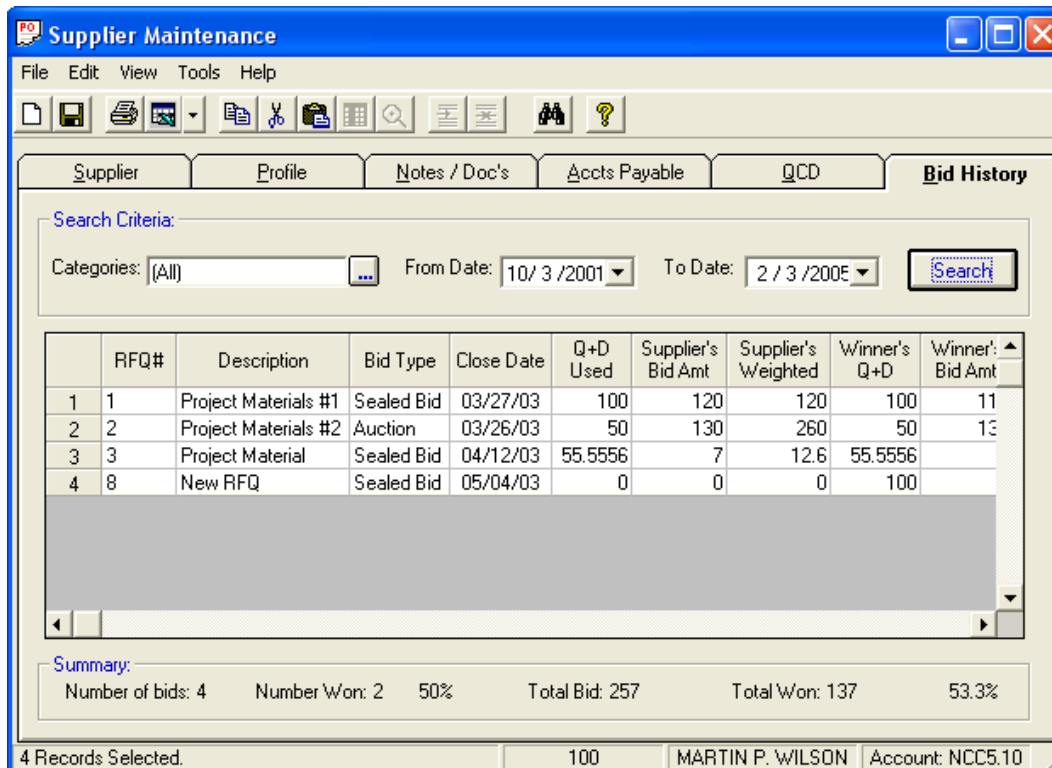 PO Supplier Maintenance
File Edit View Tools Help
Supplier Profile Notes / Doc's Accts Payable QCD Bid History
Search Criteria:
Categories: (All) ... From Date: 10/ 3 /2001 To Date: 2 / 3 /2005 Search
RFQ# Description Bid Type Close Date Q+D Used Supplier's Bid Amt Supplier's Weighted Winner's Q+D Winner's Bid Amt
1 1 Project Materials #1 Sealed Bid 03/27/03 100 120 120 100 11
2 2 Project Materials #2 Auction 03/26/03 50 130 260 50 13
3 3 Project Material Sealed Bid 04/12/03 55.5556 7 12.6 55.5556
4 8 New RFQ Sealed Bid 05/04/03 0 0 0 100
Summary:
Number of bids: 4 Number Won: 2 50% Total Bid: 257 Total Won: 137 53.3%
4 Records Selected. 100 MARTIN P. WILSON Account: NCC5.10